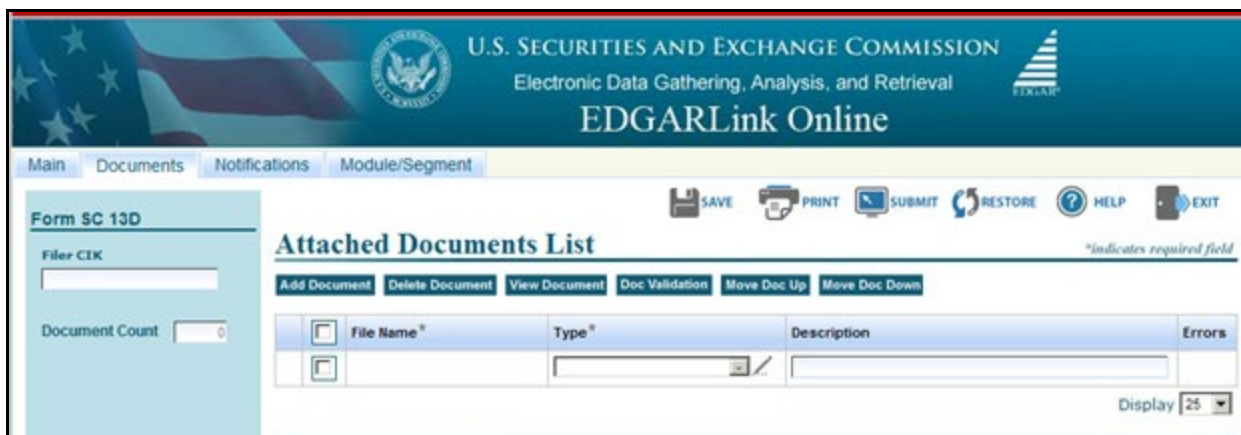 U.S. SECURITIES AND EXCHANGE COMMISSION
Electronic Data Gathering, Analysis, and Retrieval
EDGAR®
EDGARLink Online
Main Documents Notifications Module/Segment
SAVE PRINT SUBMIT RESTORE HELP EXIT
Form SC 13D
Filer CIK
Document Count 0
Attached Documents List
*indicates required field
Add Document Delete Document View Document Doc Validation Move Doc Up Move Doc Down
File Name* Type* Description Errors
Display 25